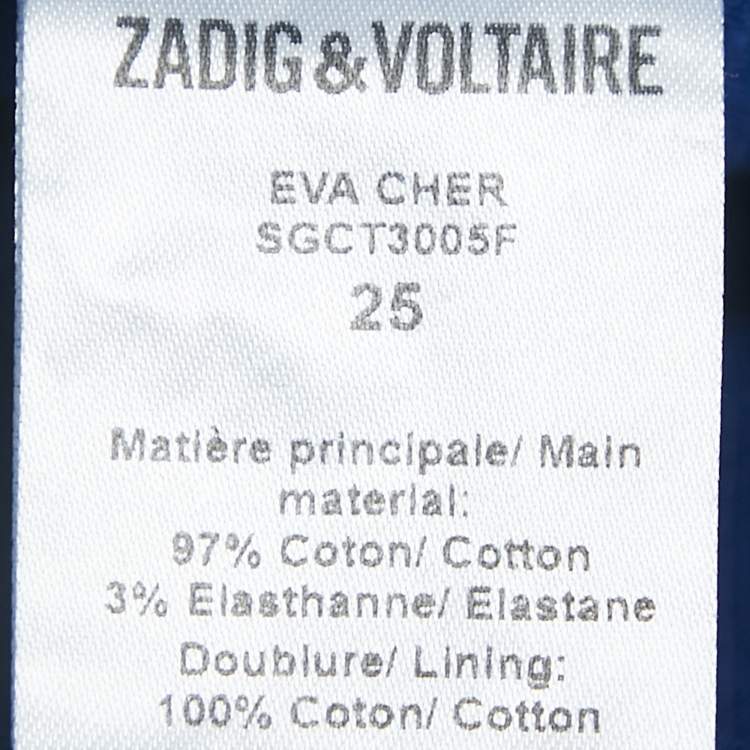 ZADIG & VOLTAIRE
EVA CHER
SGCT3005F
25
Matière principale/ Main
material:
97% Coton/ Cotton
3% Elasthanne/ Elastane
Doublure/ Lining:
100% Coton/ Cotton